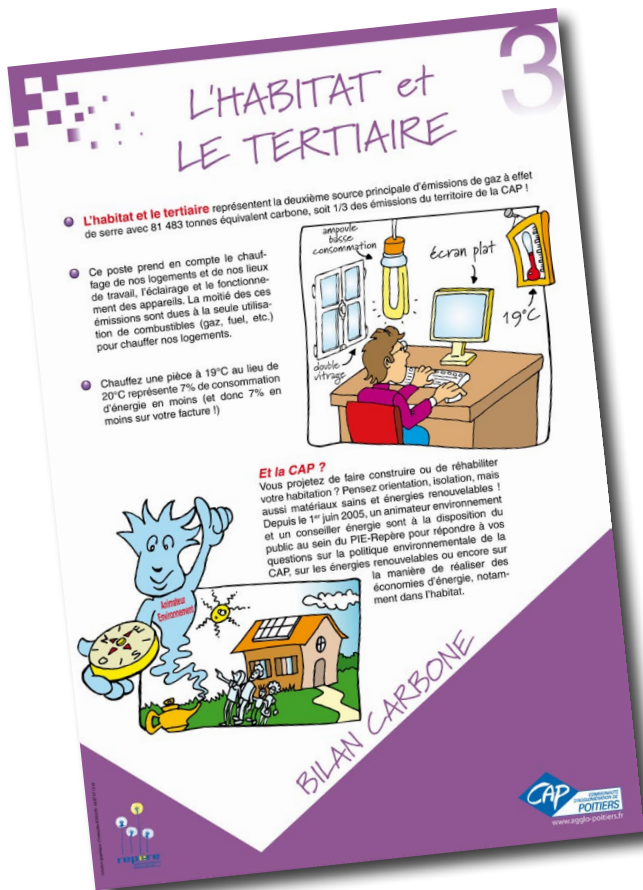 3
L'HABITAT et
LE TERTIAIRE
L'habitat et le tertiaire représentent la deuxième source principale d'émissions de gaz à effet
de serre avec 81 483 tonnes équivalent carbone, soit 1/3 des émissions du territoire de la CAP !
Ce poste prend en compte le chauf-
fage de nos logements et de nos lieux
de travail, l'éclairage et le fonctionne-
ment des appareils. La moitié des ces
émissions sont dues à la seule utilisa-
tion de combustibles (gaz, fuel, etc.)
pour chauffer nos logements.
Chauffez une pièce à 19°C au lieu de
20°C représente 7% de consommation
d'énergie en moins (et donc 7% en
moins sur votre facture !)
ampoule
basse
consommation
écran plat
19°C
double
vitrage
Et la CAP ?
Vous projetez de faire construire ou de réhabiliter
votre habitation ? Pensez orientation, isolation, mais
aussi matériaux sains et énergies renouvelables !
Depuis le 1er juin 2005, un animateur environnement
et un conseiller énergie sont à la disposition du
public au sein du PIE-Repère pour répondre à vos
questions sur la politique environnementale de la
CAP, sur les énergies renouvelables ou encore sur
la manière de réaliser des
économies d'énergie, notam-
ment dans l'habitat.
Animateur
Environnement
N
E
S
O
BILAN CARBONE
repère
CAP
COMMUNAUTÉ
D'AGGLOMÉRATION DE
POITIERS
www.agglo-poitiers.fr